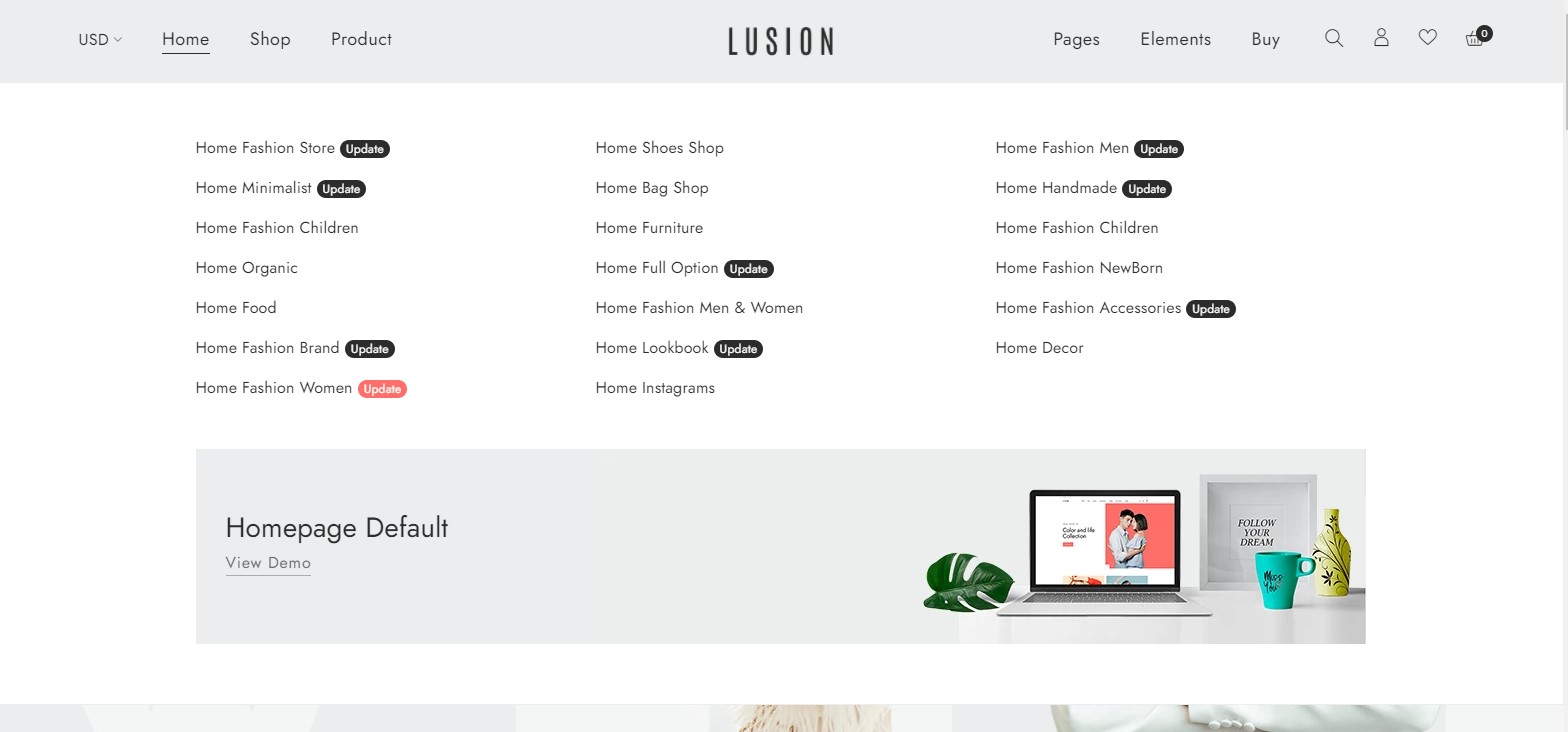 USD Home Shop Product LUSION Pages Elements Buy 0
Home Fashion Store Update
Home Minimalist Update
Home Fashion Children
Home Organic
Home Food
Home Fashion Brand Update
Home Fashion Women Update
Home Shoes Shop
Home Bag Shop
Home Furniture
Home Full Option Update
Home Fashion Men & Women
Home Lookbook Update
Home Instagrams
Home Fashion Men Update
Home Handmade Update
Home Fashion Children
Home Fashion NewBorn
Home Fashion Accessories Update
Home Decor
Homepage Default
View Demo
Color and life
Collection
FOLLOW
YOUR
DREAM
Miss
You